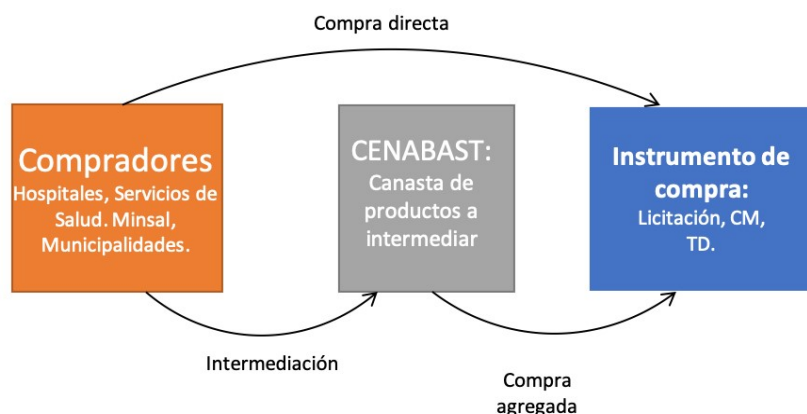 Compra directa
Compradores
Hospitales, Servicios de
Salud. Minsal,
Municipalidades.
CENABAST:
Canasta de
productos a
intermediar
Instrumento de
compra:
Licitación, CM,
TD.
Intermediación
Compra
agregada